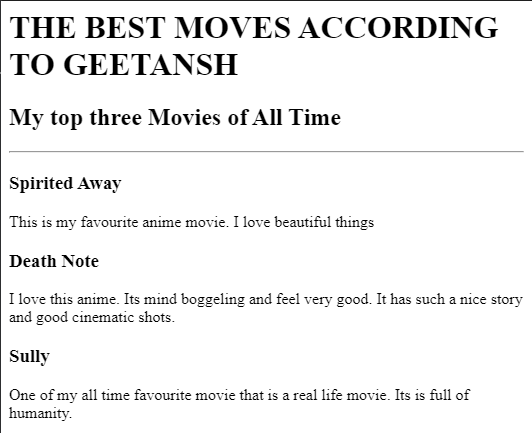 THE BEST MOVES ACCORDING
TO GEETANSH
My top three Movies of All Time
Spirited Away
This is my favourite anime movie. I love beautiful things
Death Note
I love this anime. Its mind boggeling and feel very good. It has such a nice story
and good cinematic shots.
Sully
One of my all time favourite movie that is a real life movie. Its is full of
humanity.